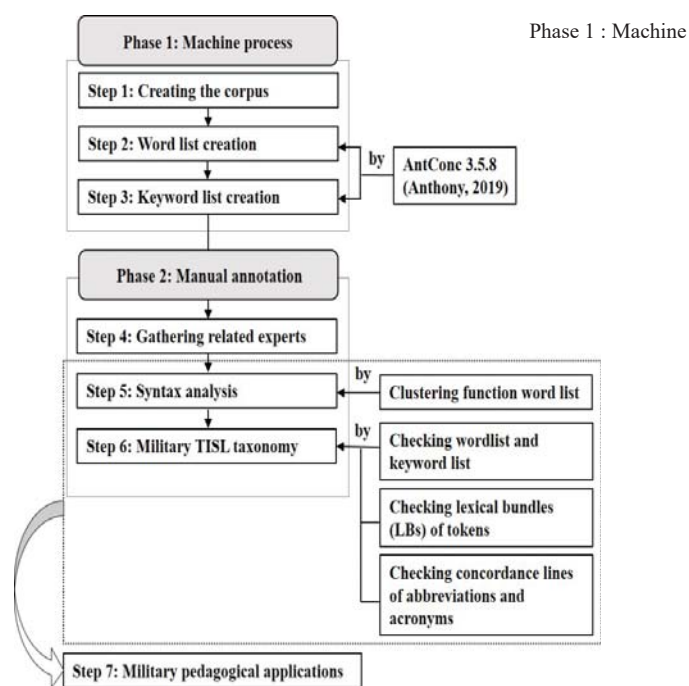 Phase 1 : Machine
Phase 1: Machine process
Step 1: Creating the corpus
Step 2: Word list creation
by
AntConc 3.5.8
(Anthony, 2019)
Step 3: Keyword list creation
Phase 2: Manual annotation
Step 4: Gathering related experts
Step 5: Syntax analysis
by
Clustering function word list
Step 6: Military TISL taxonomy
by
Checking wordlist and
keyword list
Checking lexical bundles
(LBs) of tokens
Checking concordance lines
of abbreviations and
acronyms
Step 7: Military pedagogical applications